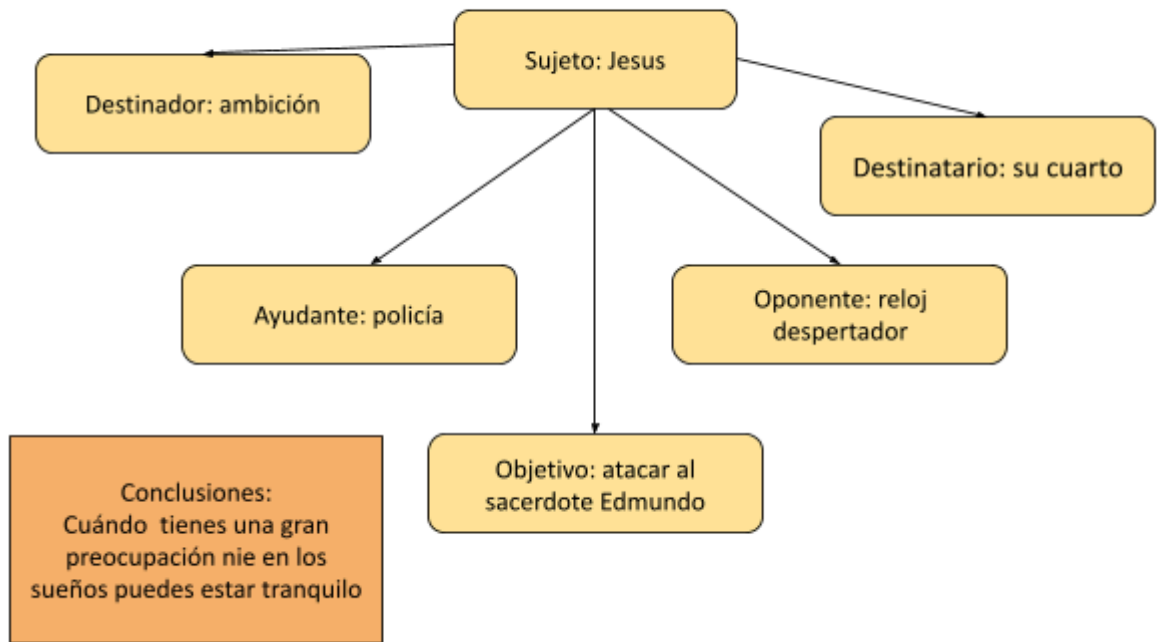 Sujeto: Jesus
Destinador: ambición
Destinatario: su cuarto
Ayudante: policía
Oponente: reloj
despertador
Objetivo: atacar al
sacerdote Edmundo
Conclusiones:
Cuándo  tienes una gran
preocupación nie en los
sueños puedes estar tranquilo